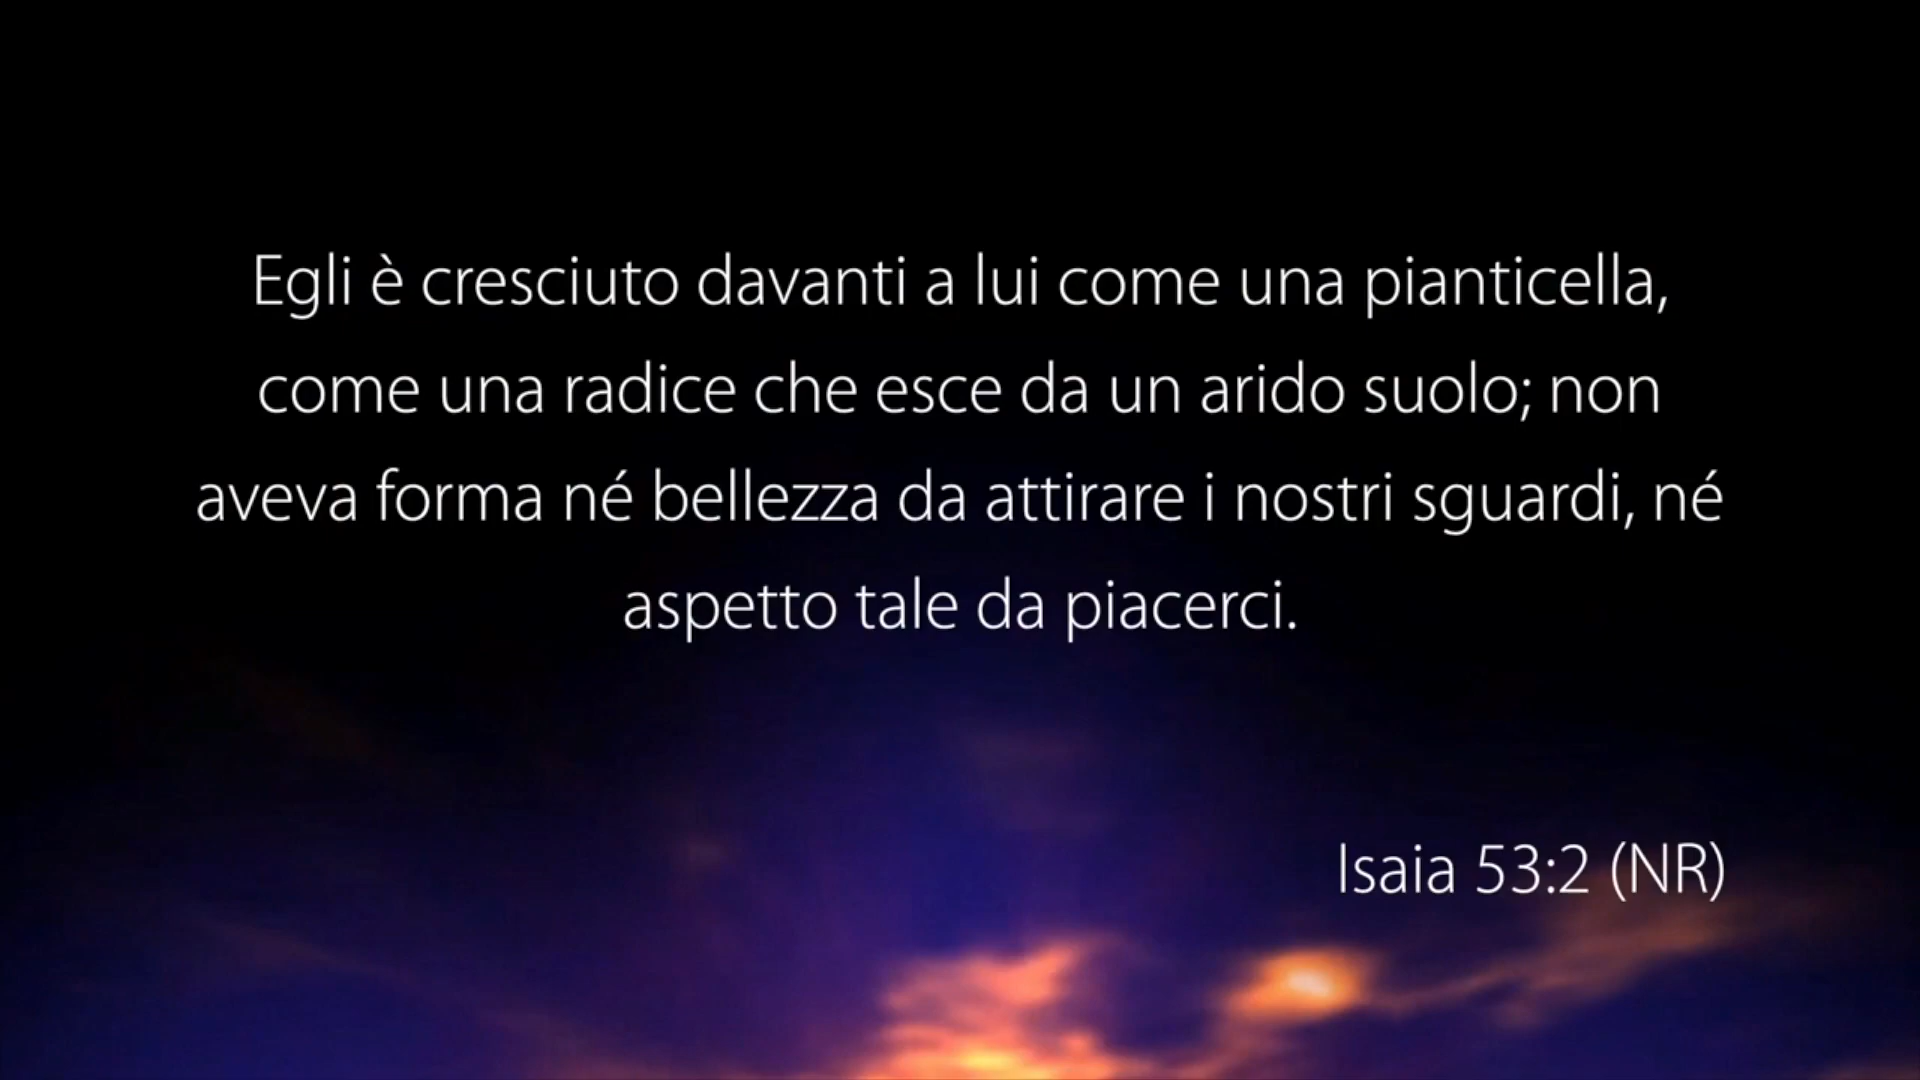 Egli è cresciuto davanti a lui come una pianticella,
come una radice che esce da un arido suolo; non
aveva forma né bellezza da attirare i nostri sguardi, né
aspetto tale da piacerci.
Isaia 53:2 (NR)